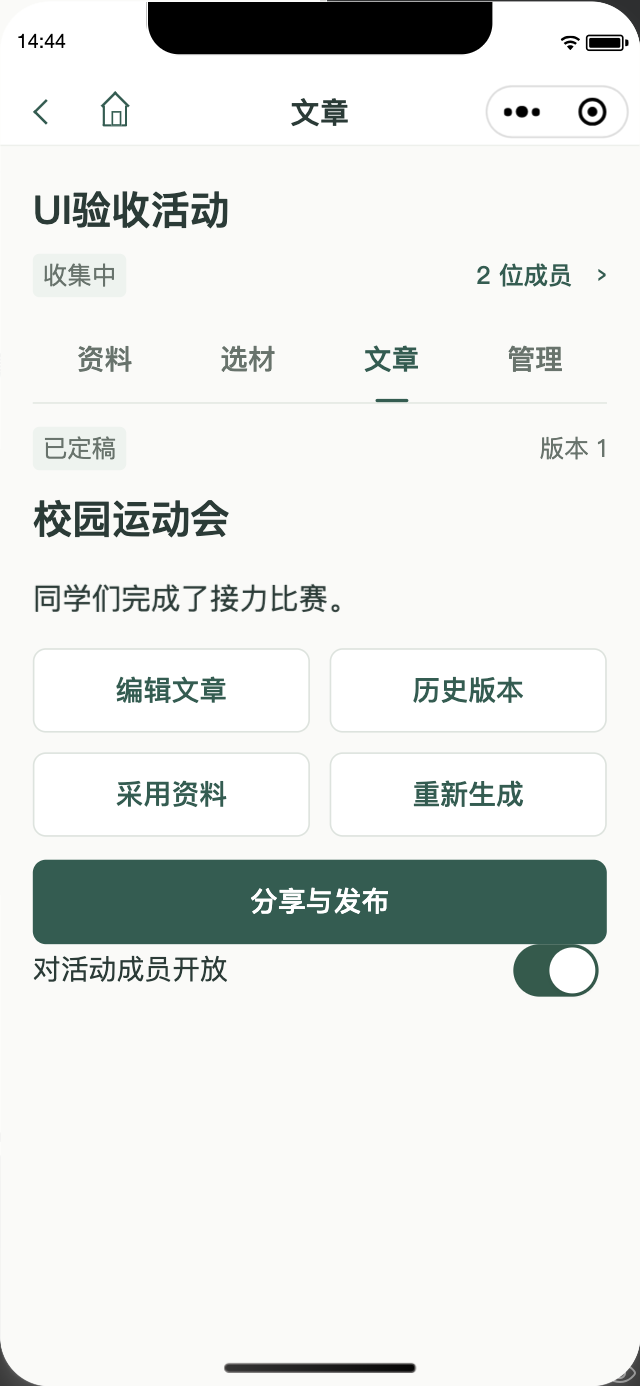 14:44
文章
UI验收活动
收集中 2 位成员 >
资料 选材 文章 管理
已定稿 版本 1
校园运动会
同学们完成了接力比赛。
编辑文章 历史版本
采用资料 重新生成
分享与发布
对活动成员开放